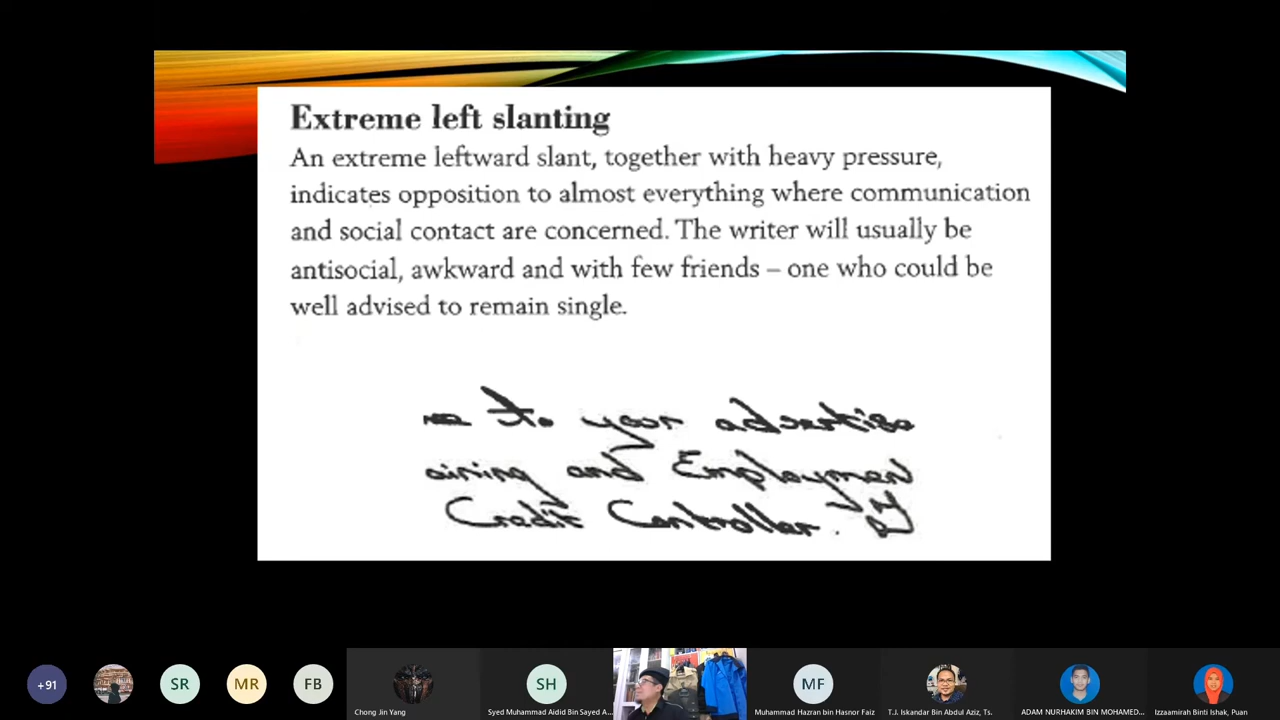 Extreme left slanting
An extreme leftward slant, together with heavy pressure,
indicates opposition to almost everything where communication
and social contact are concerned. The writer will usually be
antisocial, awkward and with few friends – one who could be
well advised to remain single.
to your advertise
aining and Employmen
Credit Controller.
+91
SR
MR
FB
Chong Jin Yang
SH
Syed Muhammad Aidid Bin Sayed A...
MF
Muhammad Hazran bin Hasnor Faiz
T.J. Iskandar Bin Abdul Aziz, Ts.
ADAM NURHAKIM BIN MOHAMED...
Izzaamirah Binti Ishak, Puan